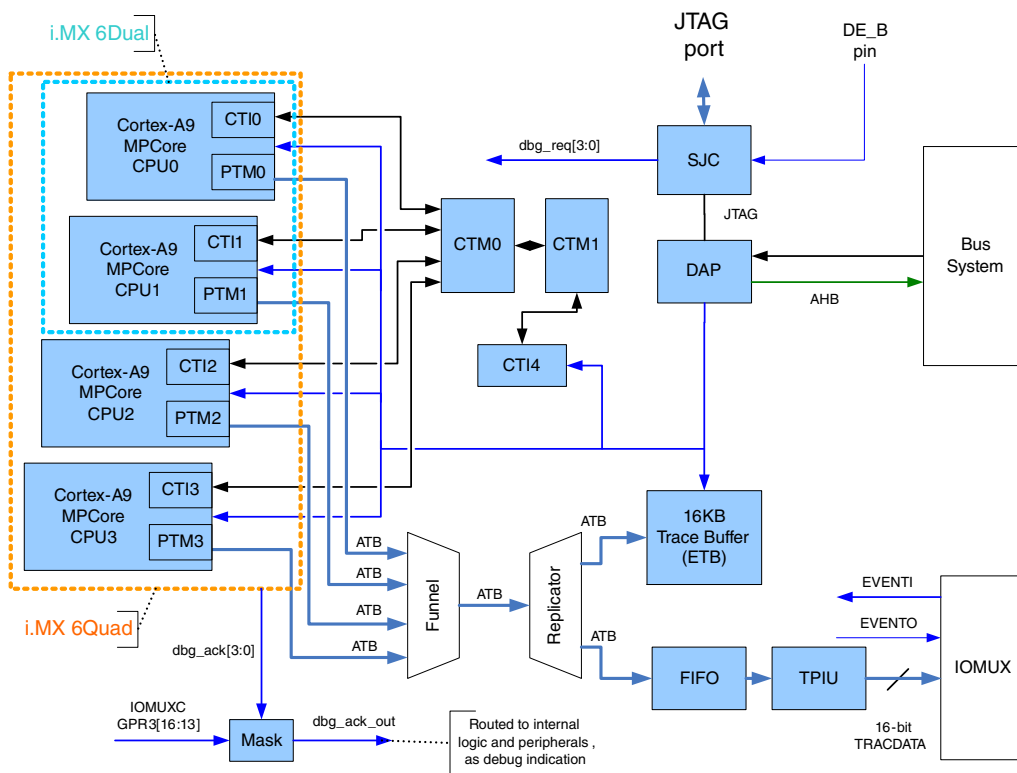 i.MX 6Dual
JTAG
port
DE_B
pin
Cortex-A9
MPCore
CPU0
CTI0
PTM0
dbg_req[3:0]
SJC
JTAG
Cortex-A9
MPCore
CPU1
CTI1
PTM1
CTM0
CTM1
DAP
AHB
Bus
System
Cortex-A9
MPCore
CPU2
CTI2
PTM2
CTI4
Cortex-A9
MPCore
CPU3
CTI3
PTM3
16KB
Trace Buffer
(ETB)
ATB
ATB
ATB
ATB
Funnel
ATB
Replicator
ATB
ATB
FIFO
TPIU
EVENTI
EVENTO
IOMUX
16-bit
TRACDATA
i.MX 6Quad
dbg_ack[3:0]
IOMUXC
GPR3[16:13]
Mask
dbg_ack_out
Routed to internal
logic and peripherals ,
as debug indication